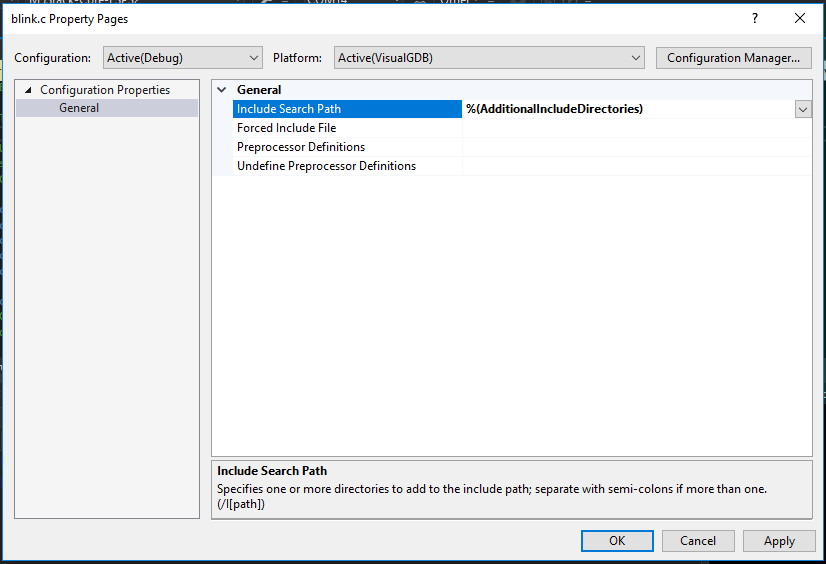 blink.c Property Pages
?
Configuration: Active(Debug) Platform: Active(VisualGDB) Configuration Manager...
Configuration Properties
General
General
Include Search Path %(AdditionalIncludeDirectories)
Forced Include File
Preprocessor Definitions
Undefine Preprocessor Definitions
Include Search Path
Specifies one or more directories to add to the include path; separate with semi-colons if more than one.
(/I[path])
OK Cancel Apply